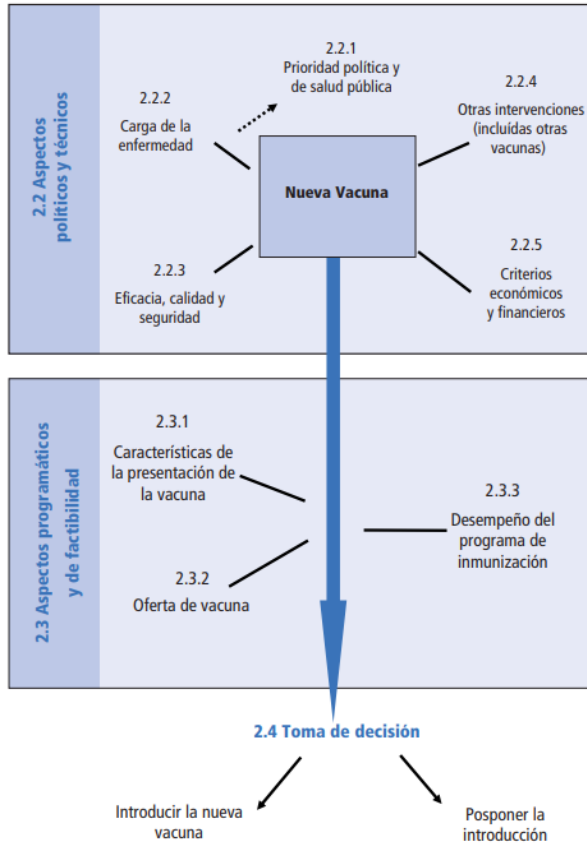 2.2 Aspectos
políticos y técnicos
2.2.1
Prioridad política y
de salud pública
2.2.2
Carga de la
enfermedad
2.2.4
Otras intervenciones
(incluídas otras
vacunas)
Nueva Vacuna
2.2.3
Eficacia, calidad y
seguridad
2.2.5
Criterios
económicos
y financieros
2.3 Aspectos programáticos
y de factibilidad
2.3.1
Características de
la presentación de
la vacuna
2.3.3
Desempeño del
programa de
inmunización
2.3.2
Oferta de vacuna
2.4 Toma de decisión
Introducir la nueva
vacuna
Posponer la
introducción